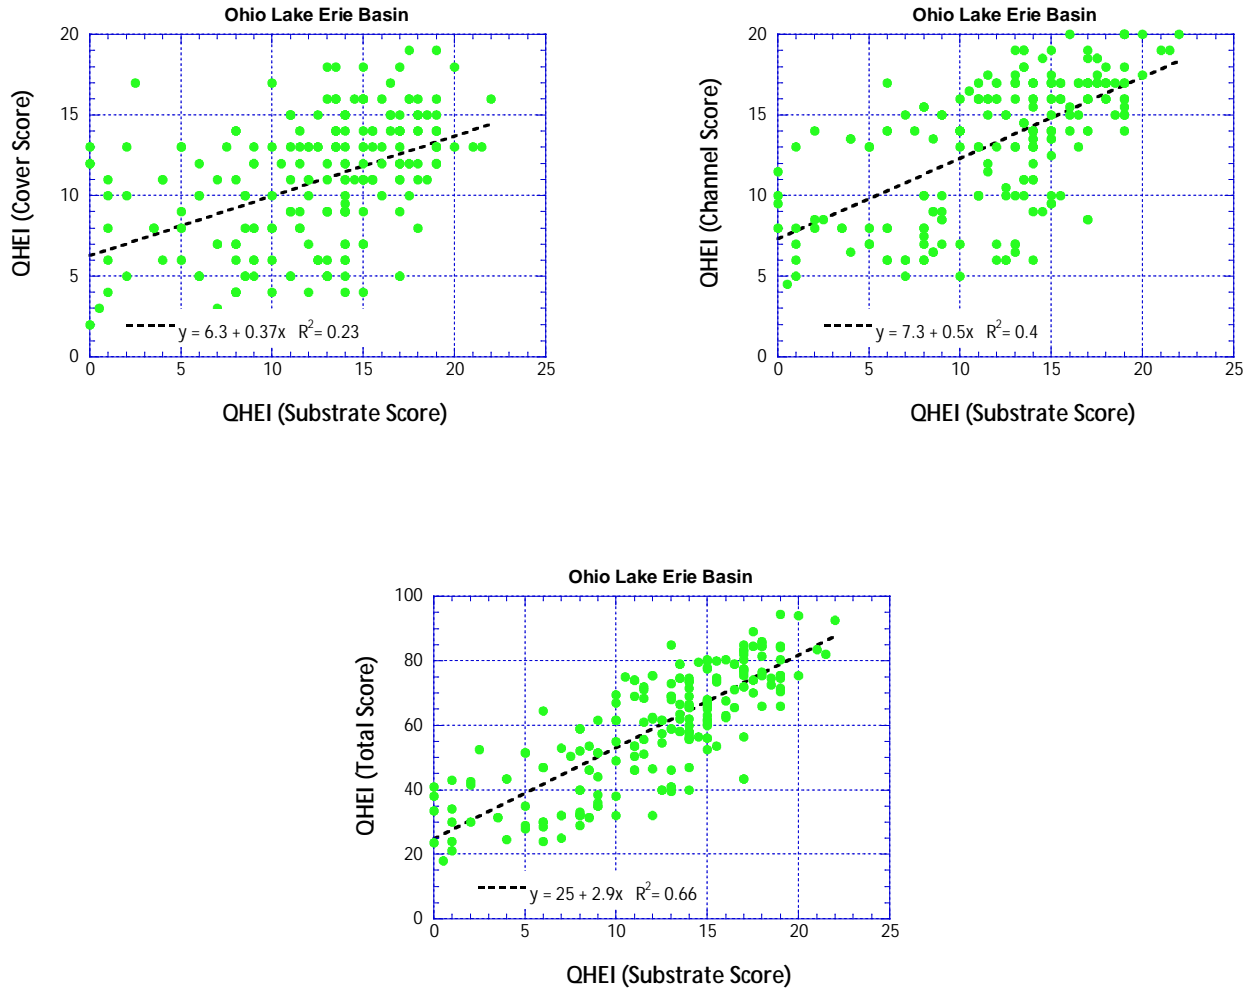 Ohio Lake Erie Basin
QHEI (Cover Score)
20
15
10
5
0
y = 6.3 + 0.37x R2= 0.23
0 5 10 15 20 25
QHEI (Substrate Score)
Ohio Lake Erie Basin
QHEI (Channel Score)
20
15
10
5
0
y = 7.3 + 0.5x R2= 0.4
0 5 10 15 20 25
QHEI (Substrate Score)
Ohio Lake Erie Basin
QHEI (Total Score)
100
80
60
40
20
0
y = 25 + 2.9x R2= 0.66
0 5 10 15 20 25
QHEI (Substrate Score)